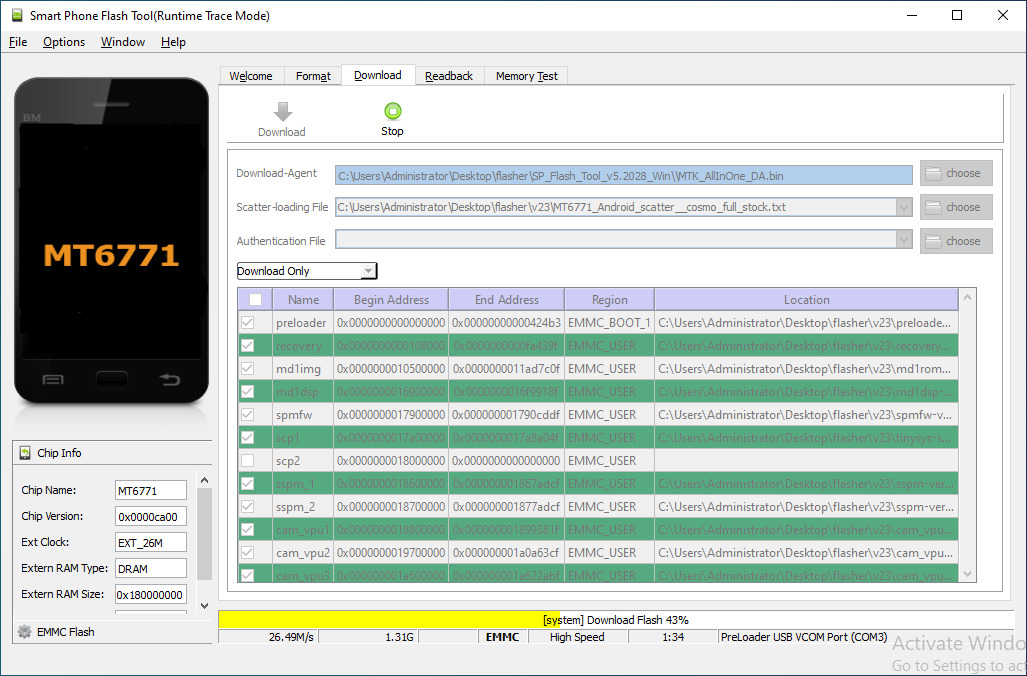 Smart Phone Flash Tool(Runtime Trace Mode)
File Options Window Help
BM
MT6771
Welcome Format Download Readback Memory Test
Download Stop
Download-Agent C:\Users\Administrator\Desktop\flasher\SP_Flash_Tool_v5.2028_Win\\MTK_AllInOne_DA.bin choose
Scatter-loading File C:\Users\Administrator\Desktop\flasher\v23\MT6771_Android_scatter__cosmo_full_stock.txt choose
Authentication File choose
Download Only
Name Begin Address End Address Region Location
preloader 0x0000000000000000 0x00000000000424b3 EMMC_BOOT_1 C:\Users\Administrator\Desktop\flasher\v23\preloade...
recovery 0x0000000000108000 0x0000000000fa439f EMMC_USER C:\Users\Administrator\Desktop\flasher\v23\recovery...
md1img 0x0000000010500000 0x0000000011ad7c0f EMMC_USER C:\Users\Administrator\Desktop\flasher\v23\md1rom...
md1dsp 0x0000000016900000 0x0000000016f9918f EMMC_USER C:\Users\Administrator\Desktop\flasher\v23\md1dsp-...
spmfw 0x0000000017900000 0x000000001790cddf EMMC_USER C:\Users\Administrator\Desktop\flasher\v23\spmfw-v...
scp1 0x0000000017a00000 0x0000000017a8a04f EMMC_USER C:\Users\Administrator\Desktop\flasher\v23\tinysys-s...
scp2 0x0000000018000000 0x0000000000000000 EMMC_USER
sspm_1 0x0000000018600000 0x000000001867adcf EMMC_USER C:\Users\Administrator\Desktop\flasher\v23\sspm-ver...
sspm_2 0x0000000018700000 0x000000001877adcf EMMC_USER C:\Users\Administrator\Desktop\flasher\v23\sspm-ver...
cam_vpu1 0x0000000018800000 0x000000001899381f EMMC_USER C:\Users\Administrator\Desktop\flasher\v23\cam_vpu...
cam_vpu2 0x0000000019700000 0x000000001a0a63cf EMMC_USER C:\Users\Administrator\Desktop\flasher\v23\cam_vpu...
cam_vpu3 0x000000001a600000 0x000000001a622abf EMMC_USER C:\Users\Administrator\Desktop\flasher\v23\cam_vpu...
Chip Info
Chip Name: MT6771
Chip Version: 0x0000ca00
Ext Clock: EXT_26M
Extern RAM Type: DRAM
Extern RAM Size: 0x180000000
EMMC Flash
[system] Download Flash 43%
26.49M/s 1.31G EMMC High Speed 1:34 PreLoader USB VCOM Port (COM3)
Activate Windo
Go to Settings to act